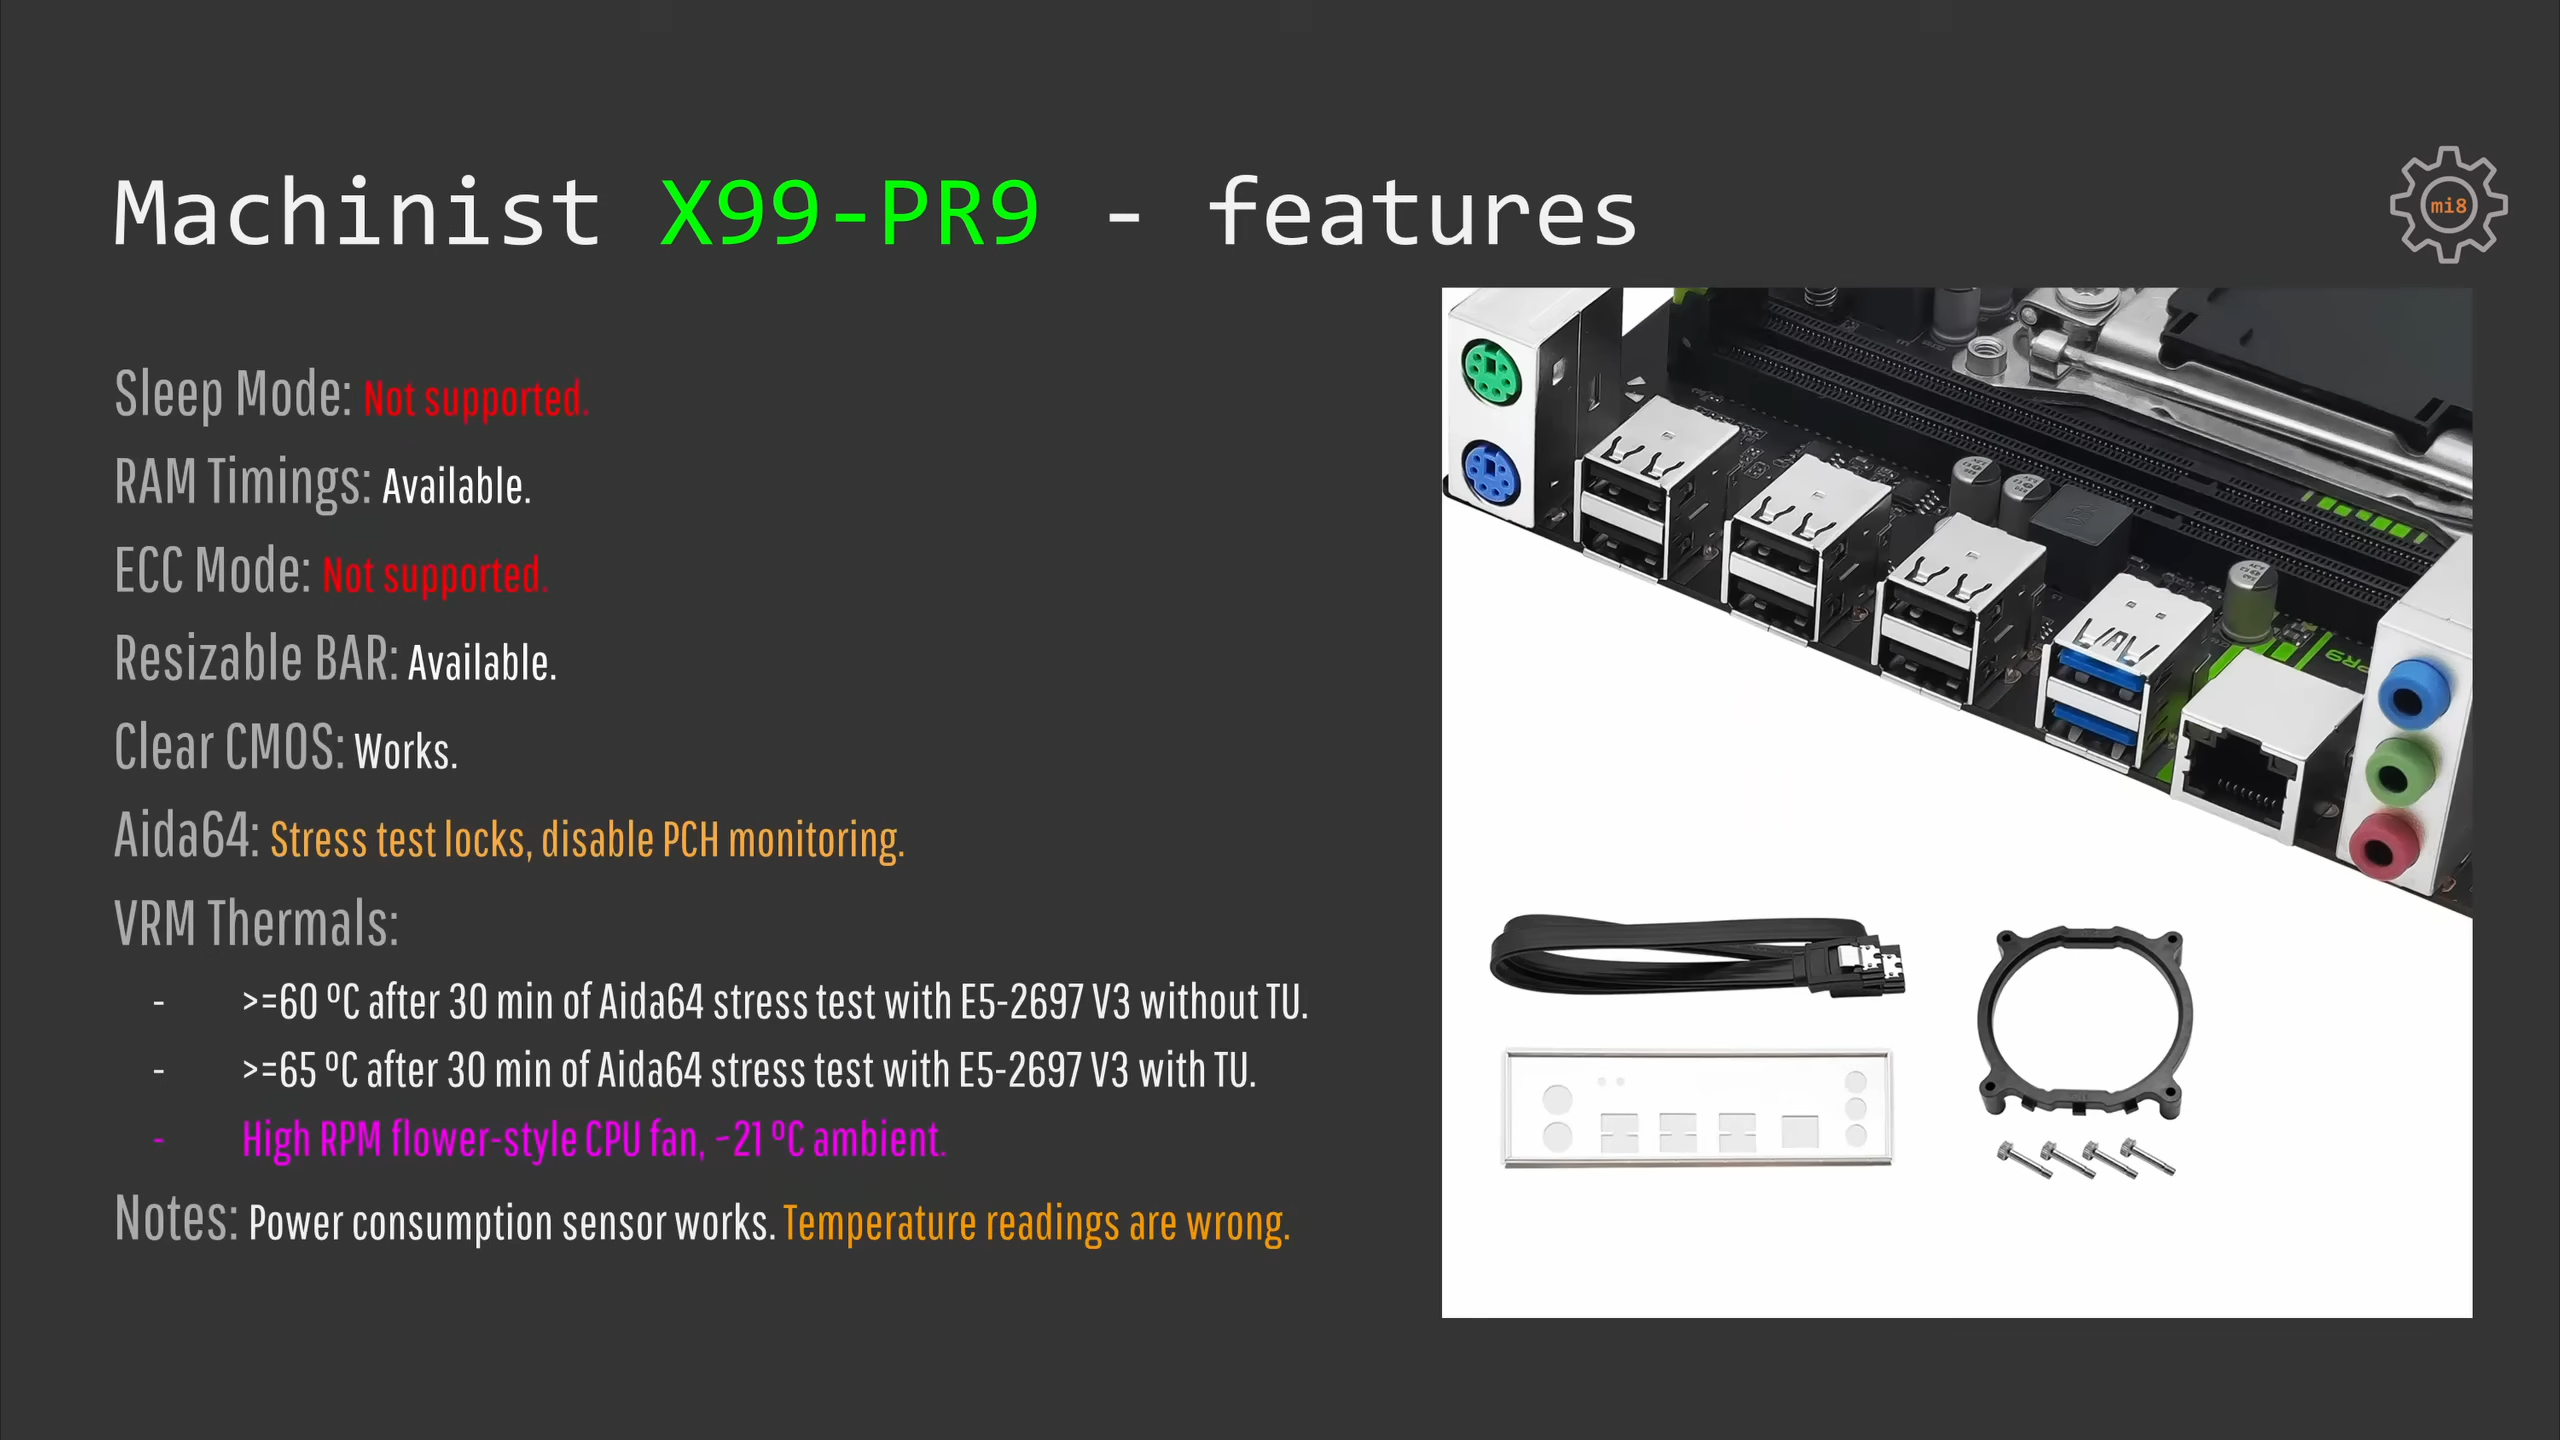 Machinist X99-PR9 - features
mi8
Sleep Mode: Not supported.
RAM Timings: Available.
ECC Mode: Not supported.
Resizable BAR: Available.
Clear CMOS: Works.
Aida64: Stress test locks, disable PCH monitoring.
VRM Thermals:
- >=60 ºC after 30 min of Aida64 stress test with E5-2697 V3 without TU.
- >=65 ºC after 30 min of Aida64 stress test with E5-2697 V3 with TU.
- High RPM flower-style CPU fan, ~21 ºC ambient.
Notes: Power consumption sensor works. Temperature readings are wrong.
PR9